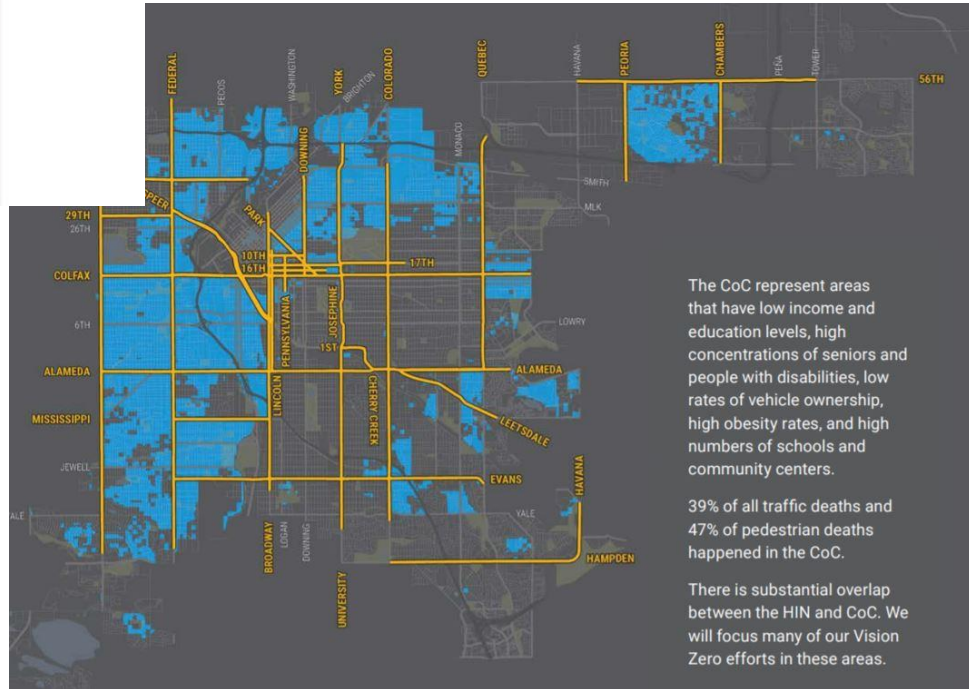 FEDERAL
PECOS
WASHINGTON
DOWNING
YORK
BRIGHTON
COLORADO
MONACO
QUEBEC
HAVANA
PEORIA
CHAMBERS
PEÑA
TOWER
56TH
SMITH
MLK
SPEER
29TH
26TH
PARK
10TH
16TH
17TH
COLFAX
PENNSYLVANIA
JOSEPHINE
6TH
LOWRY
1ST
ALAMEDA
ALAMEDA
LINCOLN
CHERRY CREEK
MISSISSIPPI
LEETSDALE
JEWELL
EVANS
HAVANA
YALE
YALE
BROADWAY
LOGAN
DOWNING
UNIVERSITY
HAMPDEN
The CoC represent areas
that have low income and
education levels, high
concentrations of seniors and
people with disabilities, low
rates of vehicle ownership,
high obesity rates, and high
numbers of schools and
community centers.
39% of all traffic deaths and
47% of pedestrian deaths
happened in the CoC.
There is substantial overlap
between the HIN and CoC. We
will focus many of our Vision
Zero efforts in these areas.